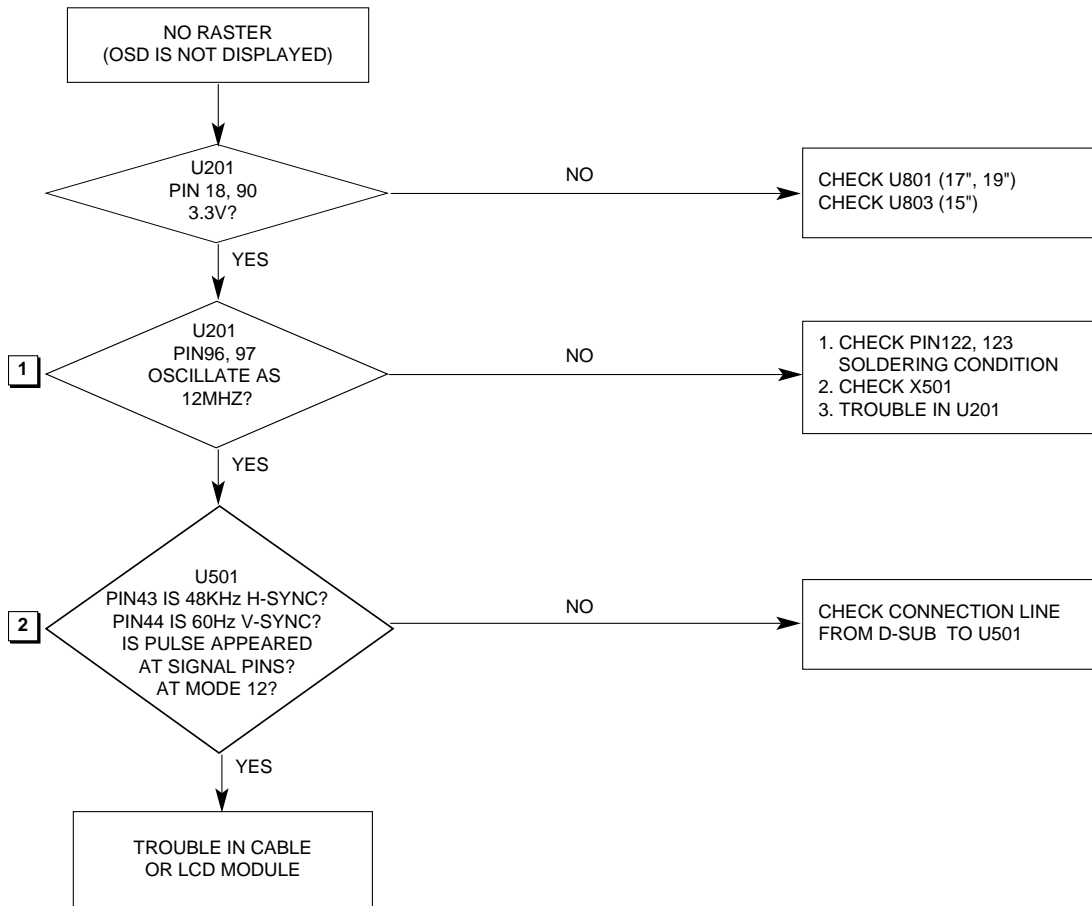 NO RASTER
(OSD IS NOT DISPLAYED)
U201
PIN 18, 90
3.3V?
NO
CHECK U801 (17", 19")
CHECK U803 (15")
YES
1
U201
PIN96, 97
OSCILLATE AS
12MHZ?
NO
1. CHECK PIN122, 123
SOLDERING CONDITION
2. CHECK X501
3. TROUBLE IN U201
YES
2
U501
PIN43 IS 48KHz H-SYNC?
PIN44 IS 60Hz V-SYNC?
IS PULSE APPEARED
AT SIGNAL PINS?
AT MODE 12?
NO
CHECK CONNECTION LINE
FROM D-SUB TO U501
YES
TROUBLE IN CABLE
OR LCD MODULE